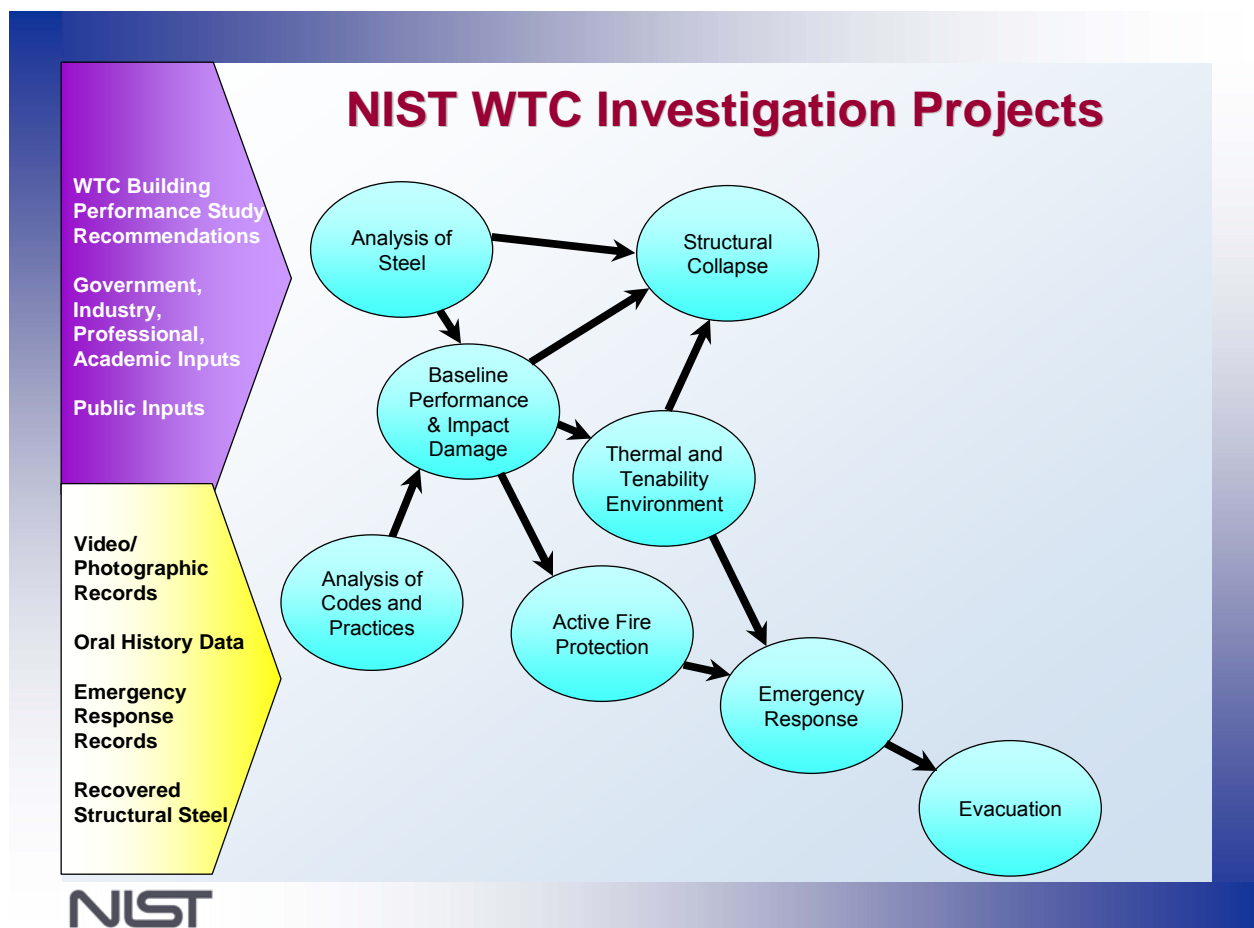 NIST WTC Investigation Projects
WTC Building
Performance Study
Recommendations
Government,
Industry,
Professional,
Academic Inputs
Public Inputs
Video/
Photographic
Records
Oral History Data
Emergency
Response
Records
Recovered
Structural Steel
Analysis of
Steel
Structural
Collapse
Baseline
Performance
& Impact
Damage
Thermal and
Tenability
Environment
Analysis of
Codes and
Practices
Active Fire
Protection
Emergency
Response
Evacuation
NIST